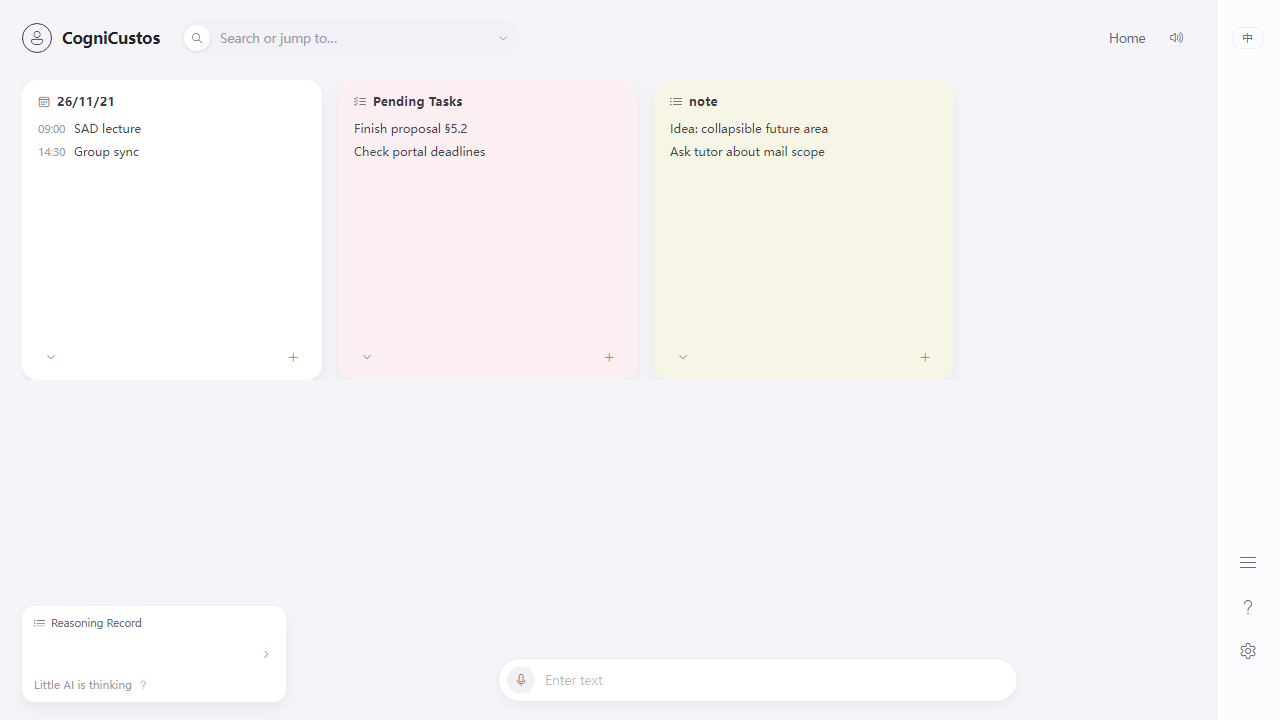 CogniCustos
Search or jump to...
Home
中
26/11/21
09:00 SAD lecture
14:30 Group sync
Pending Tasks
Finish proposal §5.2
Check portal deadlines
note
Idea: collapsible future area
Ask tutor about mail scope
Reasoning Record
Little AI is thinking ?
Enter text
?